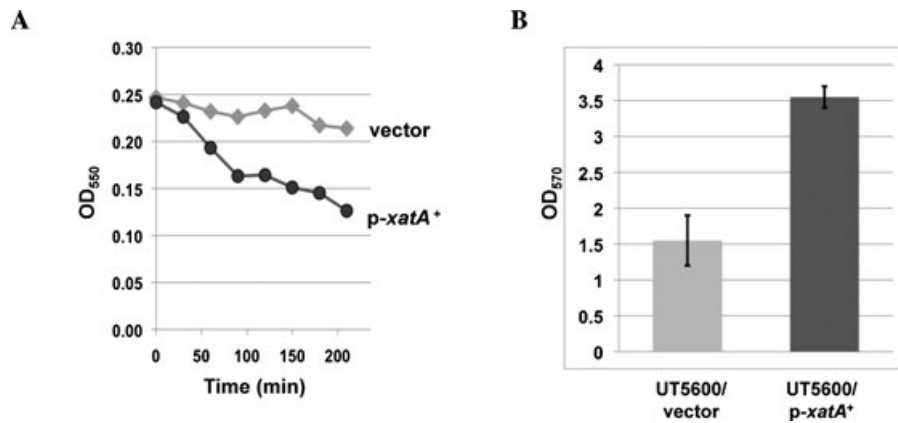 A
OD550
0.30
0.25
0.20
0.15
0.10
0.05
0.00
vector
p-xatA+
0 50 100 150 200
Time (min)
B
OD570
4
3.5
3
2.5
2
1.5
1
0.5
0
UT5600/
vector
UT5600/
p-xatA+